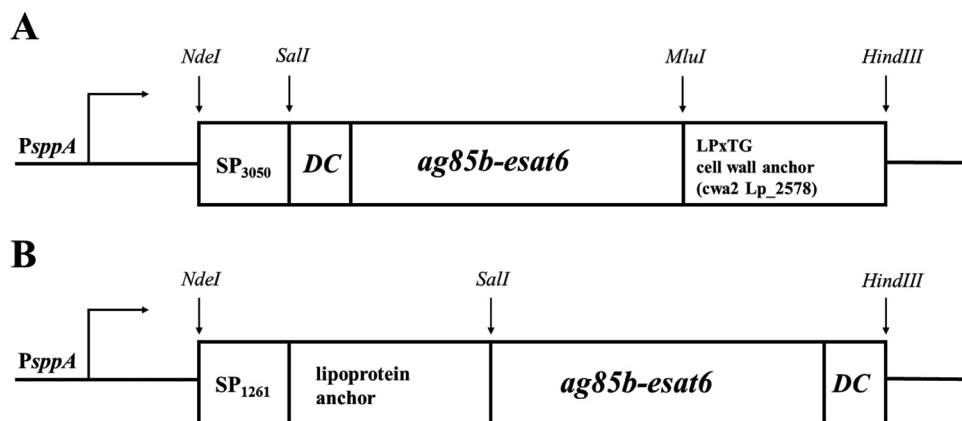 A
NdeI SalI MluI HindIII
PsppA
SP3050 DC ag85b-esat6 LPxTG
cell wall anchor
(cwa2 Lp_2578)
B
NdeI SalI HindIII
PsppA
SP1261 lipoprotein
anchor ag85b-esat6 DC